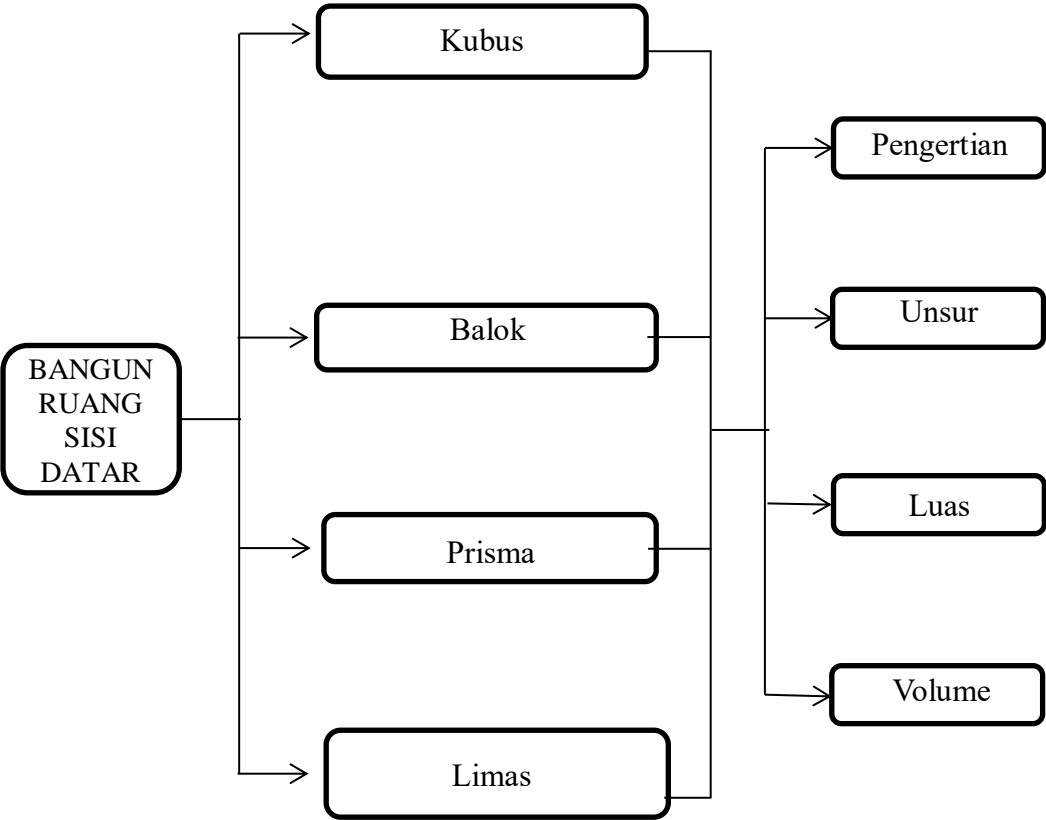 BANGUN
RUANG
SISI
DATAR
Kubus
Balok
Prisma
Limas
Pengertian
Unsur
Luas
Volume